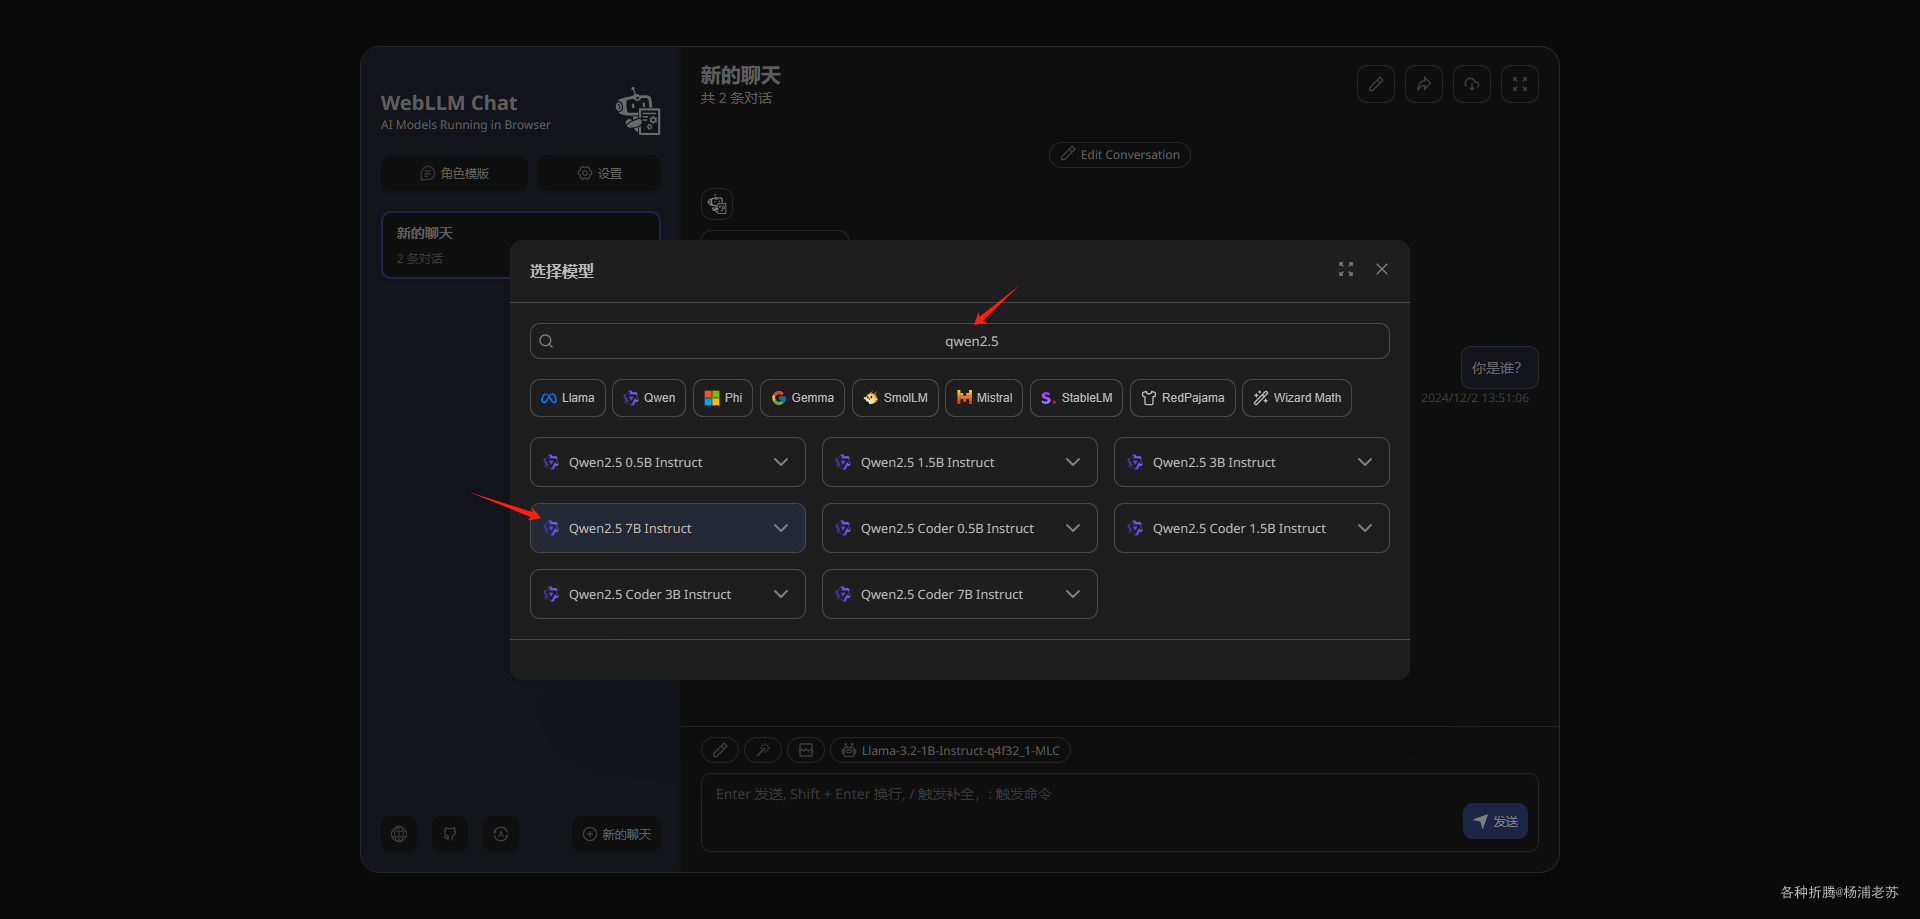 WebLLM Chat
AI Models Running in Browser
角色模版
设置
新的聊天
2 条对话
新的聊天
共 2 条对话
Edit Conversation
选择模型
qwen2.5
Llama
Qwen
Phi
Gemma
SmolLM
Mistral
StableLM
RedPajama
Wizard Math
Qwen2.5 0.5B Instruct
Qwen2.5 1.5B Instruct
Qwen2.5 3B Instruct
Qwen2.5 7B Instruct
Qwen2.5 Coder 0.5B Instruct
Qwen2.5 Coder 1.5B Instruct
Qwen2.5 Coder 3B Instruct
Qwen2.5 Coder 7B Instruct
你是谁?
2024/12/2 13:51:06
Llama-3.2-1B-Instruct-q4f32_1-MLC
Enter 发送, Shift + Enter 换行, / 触发补全, : 触发命令
发送
新的聊天
各种折腾@杨浦老苏